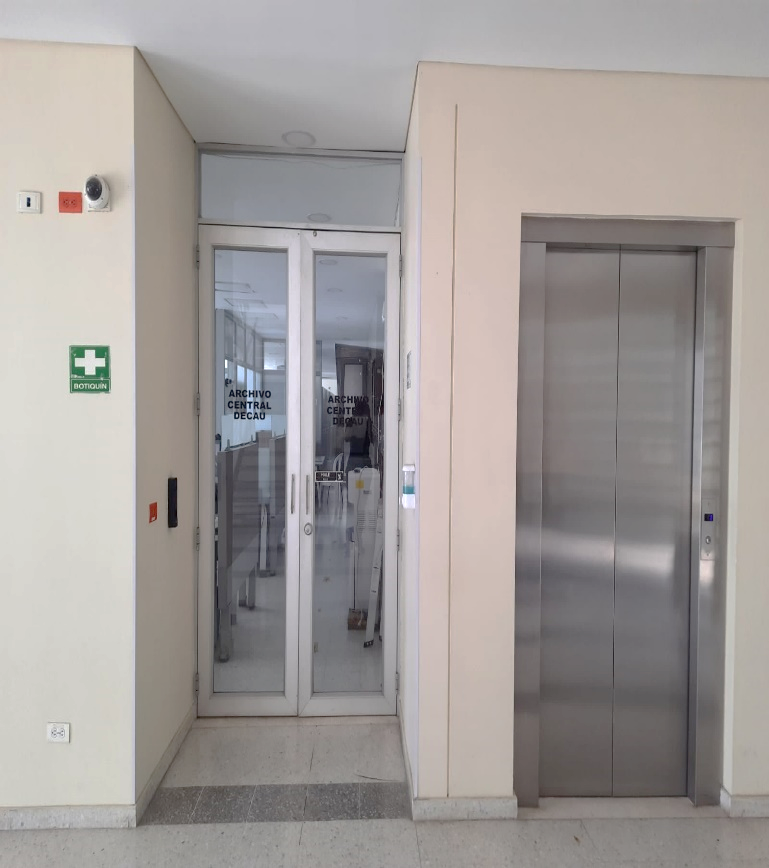 BOTIQUÍN
ARCHIVO
CENTRAL
DECAU
ARCHIVO
CENTRAL
DECAU